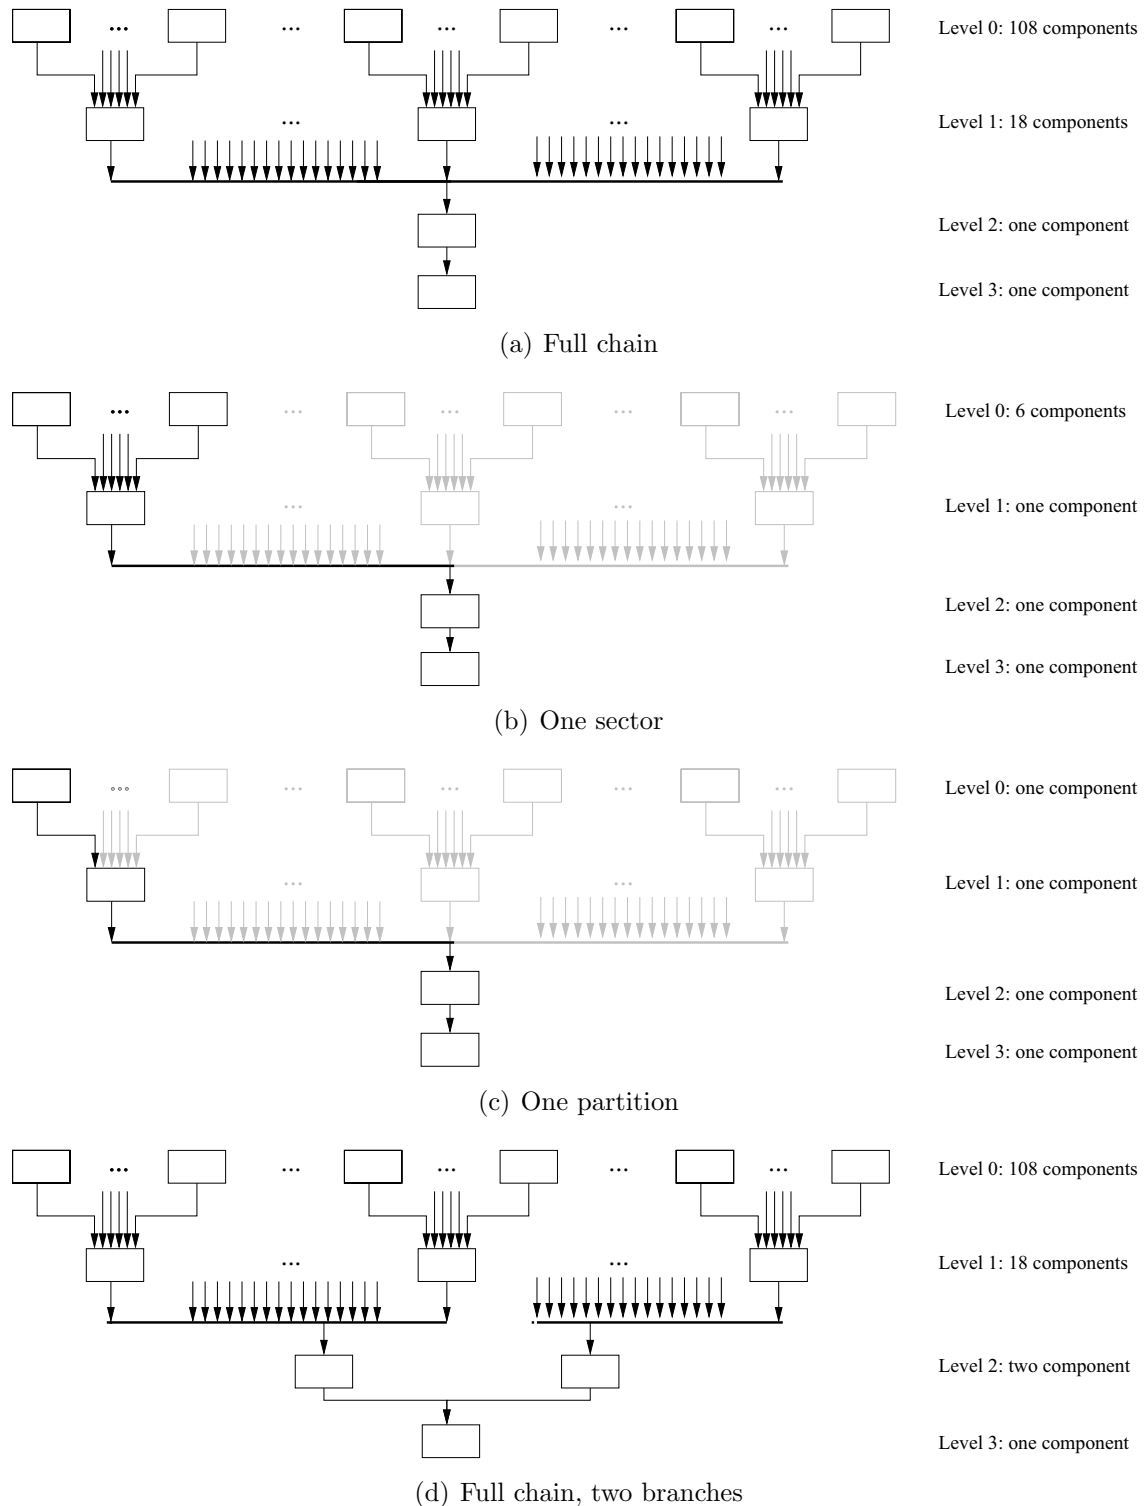 ... ... ... ... ... Level 0: 108 components
... ... Level 1: 18 components
Level 2: one component
Level 3: one component
(a) Full chain
... ... ... ... ... Level 0: 6 components
... ... Level 1: one component
Level 2: one component
Level 3: one component
(b) One sector
... ... ... ... ... Level 0: one component
... ... Level 1: one component
Level 2: one component
Level 3: one component
(c) One partition
... ... ... ... ... Level 0: 108 components
... ... Level 1: 18 components
Level 2: two component
Level 3: one component
(d) Full chain, two branches